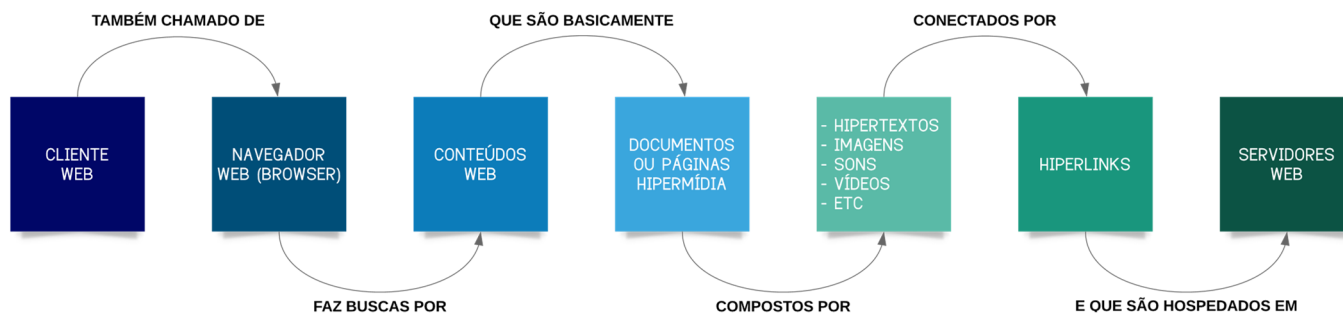 TAMBÉM CHAMADO DE
QUE SÃO BASICAMENTE
CONECTADOS POR
CLIENTE
WEB
NAVEGADOR
WEB (BROWSER)
CONTEÚDOS
WEB
DOCUMENTOS
OU PÁGINAS
HIPERMÍDIA
- HIPERTEXTOS
- IMAGENS
- SONS
- VÍDEOS
- ETC
HIPERLINKS
SERVIDORES
WEB
FAZ BUSCAS POR
COMPOSTOS POR
E QUE SÃO HOSPEDADOS EM